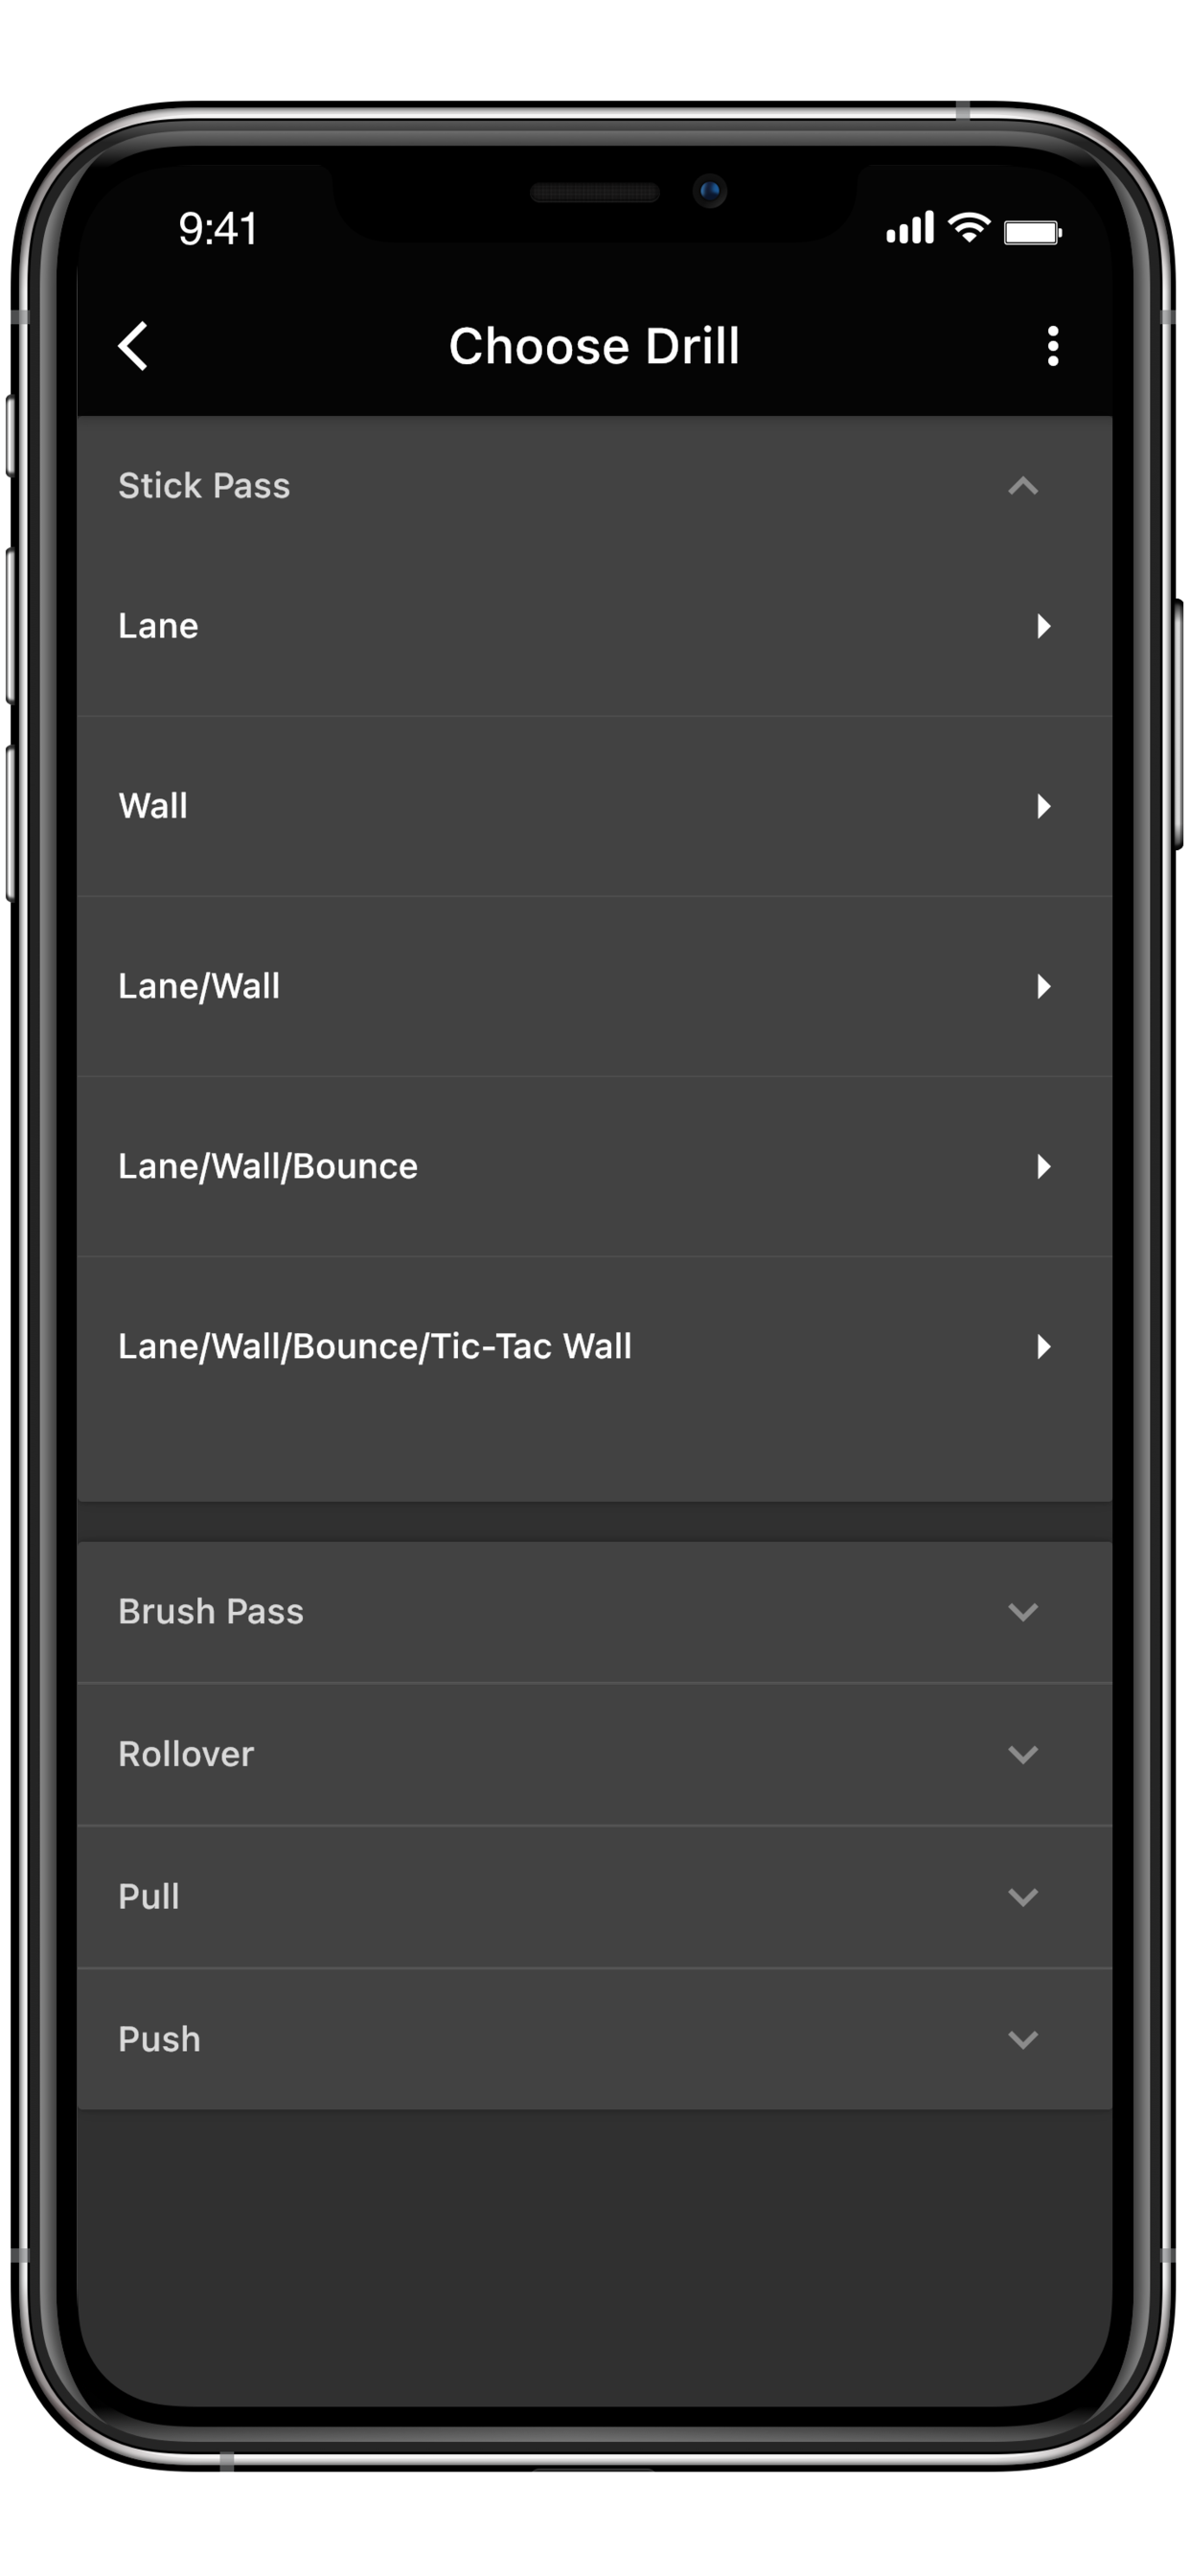 9:41
Choose Drill
Stick Pass
Lane
Wall
Lane/Wall
Lane/Wall/Bounce
Lane/Wall/Bounce/Tic-Tac Wall
Brush Pass
Rollover
Pull
Push